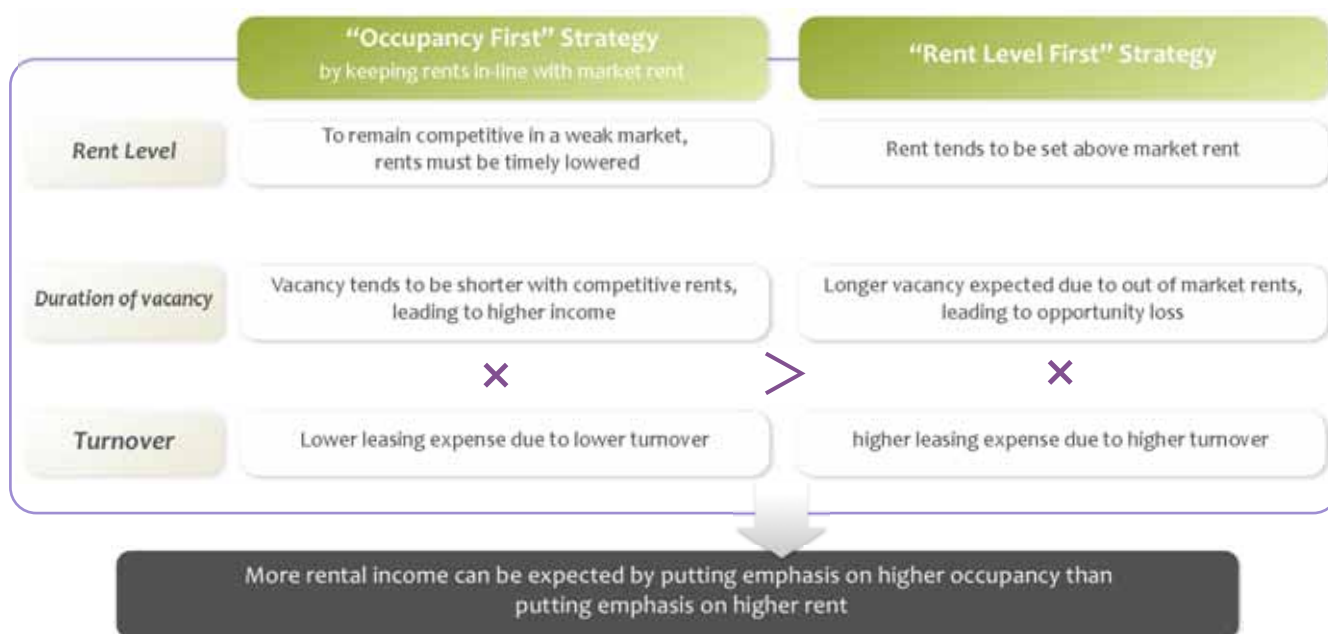 “Occupancy First” Strategy
by keeping rents in-line with market rent
“Rent Level First” Strategy
Rent Level
To remain competitive in a weak market,
rents must be timely lowered
Rent tends to be set above market rent
Duration of vacancy
Vacancy tends to be shorter with competitive rents,
leading to higher income
Longer vacancy expected due to out of market rents,
leading to opportunity loss
×
>
×
Turnover
Lower leasing expense due to lower turnover
higher leasing expense due to higher turnover
More rental income can be expected by putting emphasis on higher occupancy than
putting emphasis on higher rent